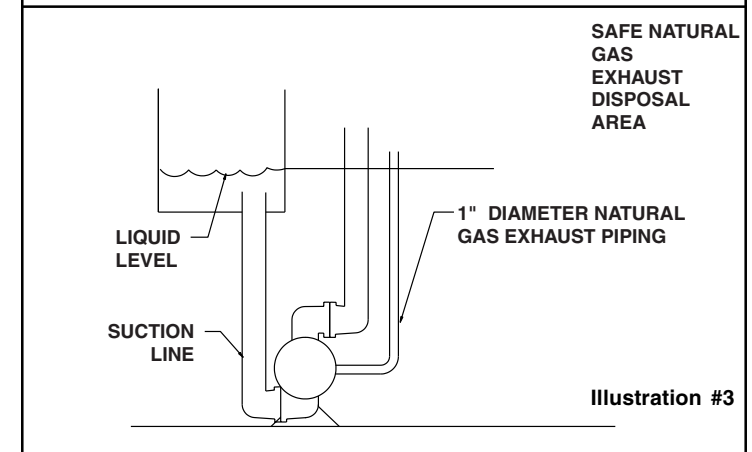 SAFE NATURAL
GAS
EXHAUST
DISPOSAL
AREA
LIQUID
LEVEL
1" DIAMETER NATURAL
GAS EXHAUST PIPING
SUCTION
LINE
Illustration #3